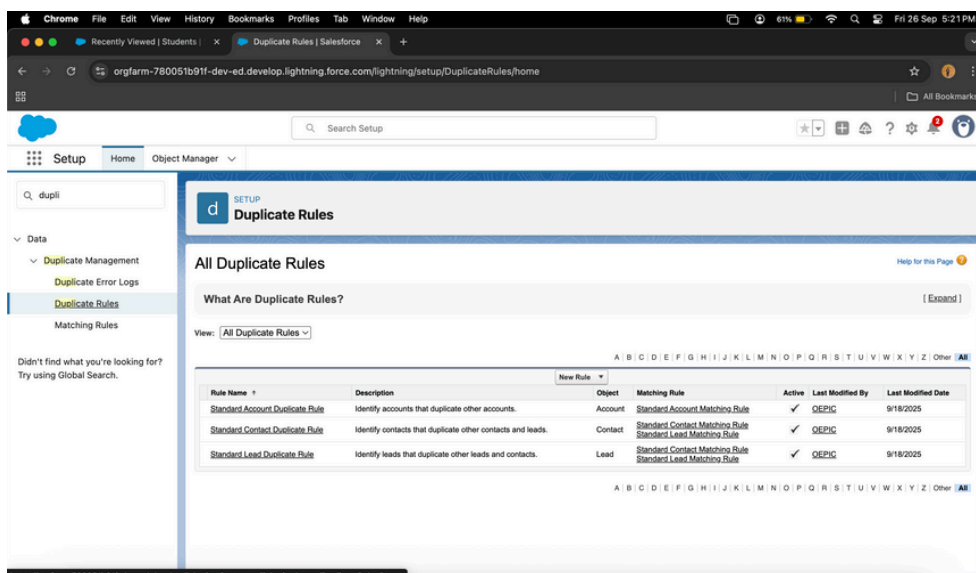 Chrome File Edit View History Bookmarks Profiles Tab Window Help 61% Fri 26 Sep 5:21 PM
Recently Viewed | Students | × Duplicate Rules | Salesforce × +
orgfarm-780051b91f-dev-ed.develop.lightning.force.com/lightning/setup/DuplicateRules/home
All Bookmarks
Search Setup
2
Setup Home Object Manager
dupli
SETUP
d Duplicate Rules
Data
Duplicate Management
Duplicate Error Logs
Duplicate Rules
Matching Rules
Didn't find what you're looking for?
Try using Global Search.
All Duplicate Rules
Help for this Page ?
What Are Duplicate Rules?
[ Expand ]
View: All Duplicate Rules
A | B | C | D | E | F | G | H | I | J | K | L | M | N | O | P | Q | R | S | T | U | V | W | X | Y | Z | Other All
New Rule
Rule Name ↑ Description Object Matching Rule Active Last Modified By Last Modified Date
Standard Account Duplicate Rule Identify accounts that duplicate other accounts. Account Standard Account Matching Rule ✓ OEPIC 9/18/2025
Standard Contact Duplicate Rule Identify contacts that duplicate other contacts and leads. Contact Standard Contact Matching Rule ✓ OEPIC 9/18/2025
Standard Lead Matching Rule
Standard Lead Duplicate Rule Identify leads that duplicate other leads and contacts. Lead Standard Contact Matching Rule ✓ OEPIC 9/18/2025
Standard Lead Matching Rule
A | B | C | D | E | F | G | H | I | J | K | L | M | N | O | P | Q | R | S | T | U | V | W | X | Y | Z | Other All